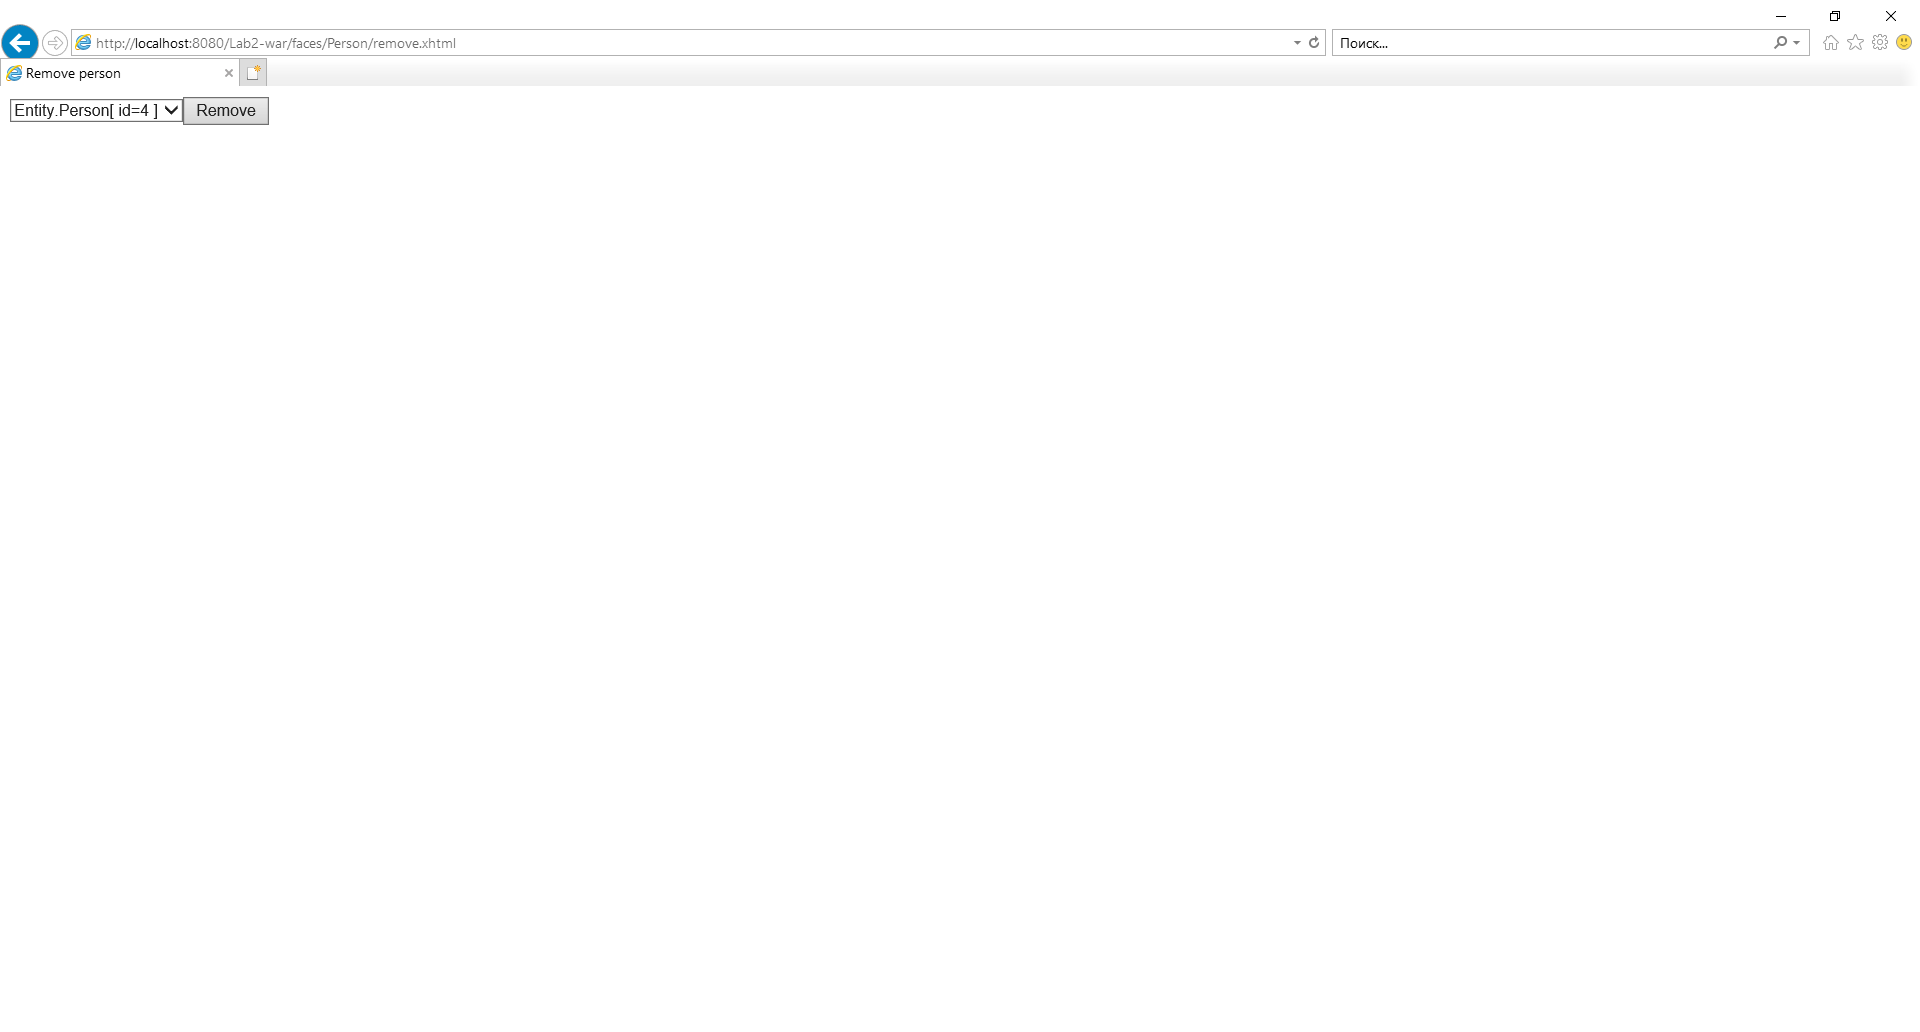 http://localhost:8080/Lab2-war/faces/Person/remove.xhtml
Поиск...
Remove person
Entity.Person[ id=4 ]
Remove